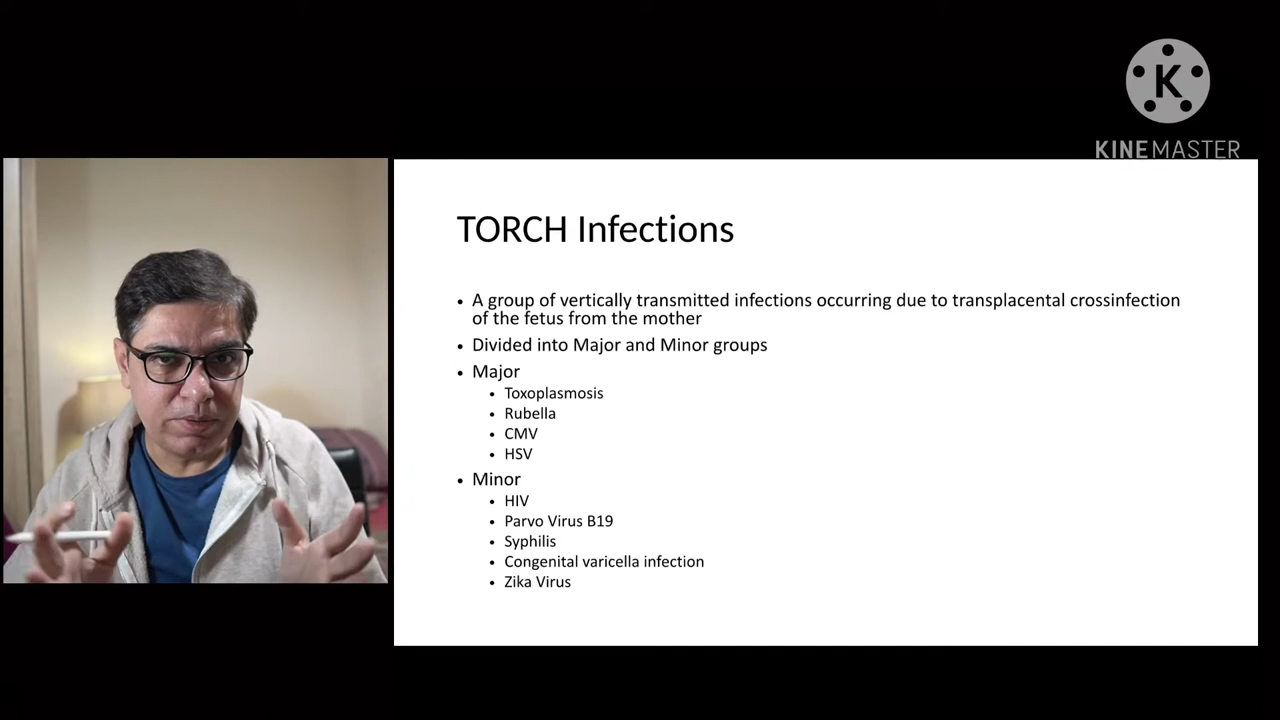 K
KINEMASTER
TORCH Infections
• A group of vertically transmitted infections occurring due to transplacental crossinfection
of the fetus from the mother
• Divided into Major and Minor groups
• Major
• Toxoplasmosis
• Rubella
• CMV
• HSV
• Minor
• HIV
• Parvo Virus B19
• Syphilis
• Congenital varicella infection
• Zika Virus